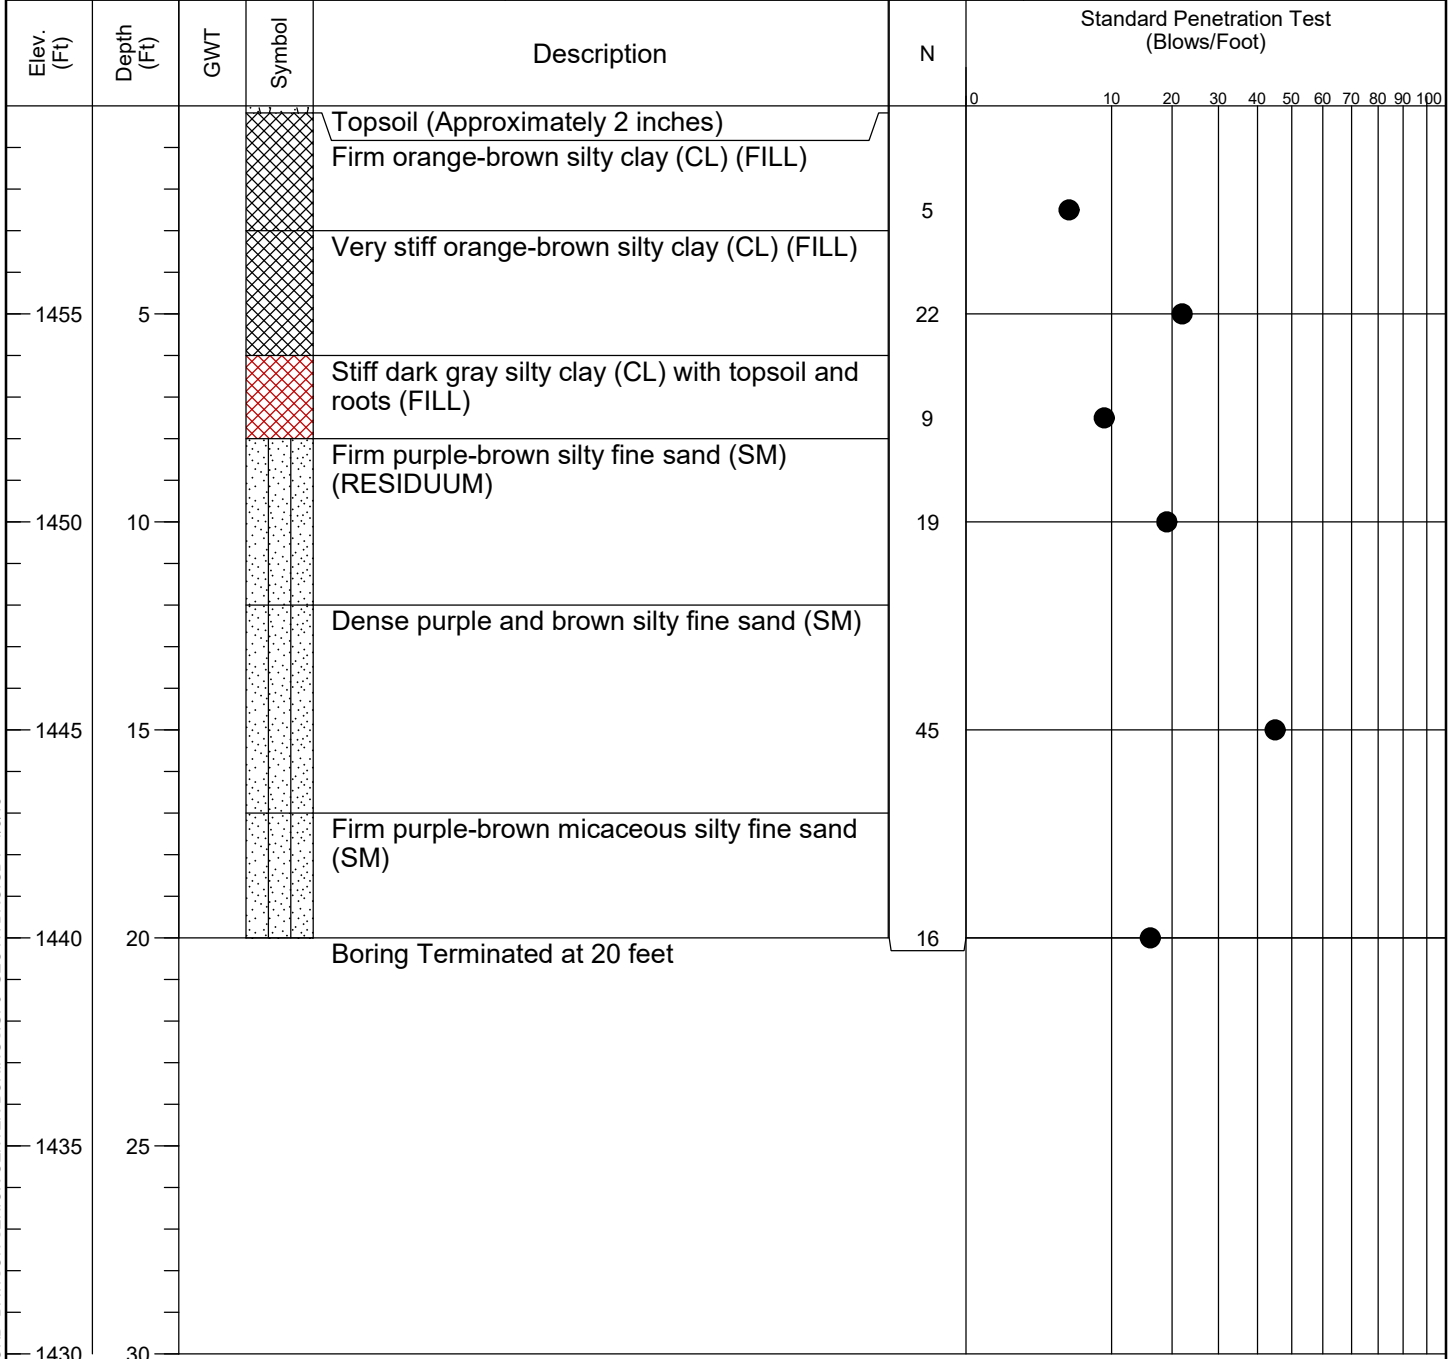 Elev.
(Ft)
Depth
(Ft)
GWT
Symbol
Description
N
Standard Penetration Test
(Blows/Foot)
0 10 20 30 40 50 60 70 80 90 100
Topsoil (Approximately 2 inches)
Firm orange-brown silty clay (CL) (FILL)
5
Very stiff orange-brown silty clay (CL) (FILL)
1455 5 22
Stiff dark gray silty clay (CL) with topsoil and
roots (FILL)
9
Firm purple-brown silty fine sand (SM)
(RESIDUUM)
1450 10 19
Dense purple and brown silty fine sand (SM)
1445 15 45
Firm purple-brown micaceous silty fine sand
(SM)
1440 20 16
Boring Terminated at 20 feet
1435 25
1430 30